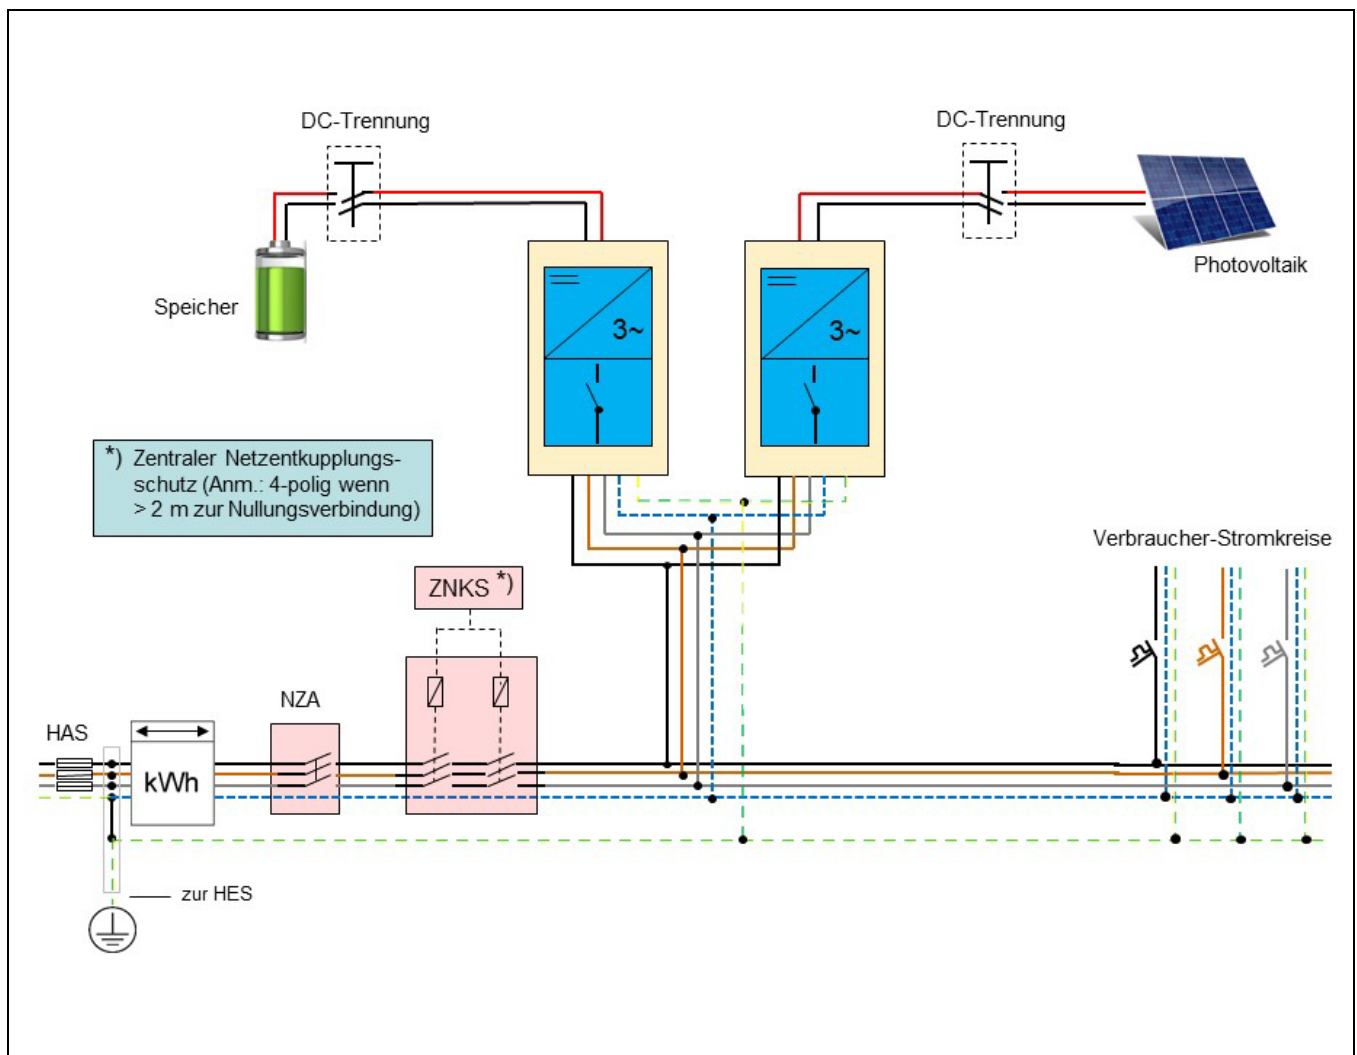 DC-Trennung
DC-Trennung
Photovoltaik
Speicher
3~
3~
*) Zentraler Netzentkupplungs-
schutz (Anm.: 4-polig wenn
> 2 m zur Nullungsverbindung)
Verbraucher-Stromkreise
ZNKS *)
NZA
HAS
kWh
zur HES